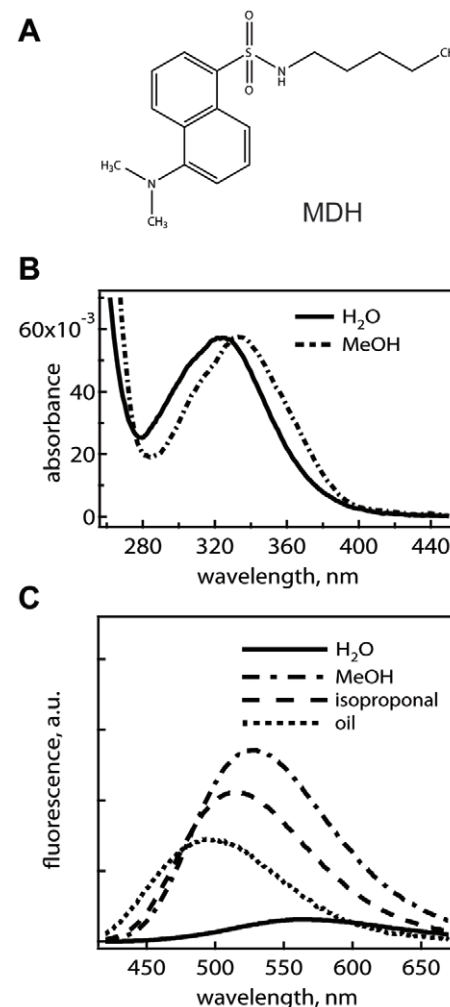 A
O
S
O
N
H
CH
H₃C
N
CH₃
MDH
B
H₂O
MeOH
60x10⁻³
40
20
0
absorbance
280 320 360 400 440
wavelength, nm
C
H₂O
MeOH
isoproponal
oil
fluorescence, a.u.
450 500 550 600 650
wavelength, nm